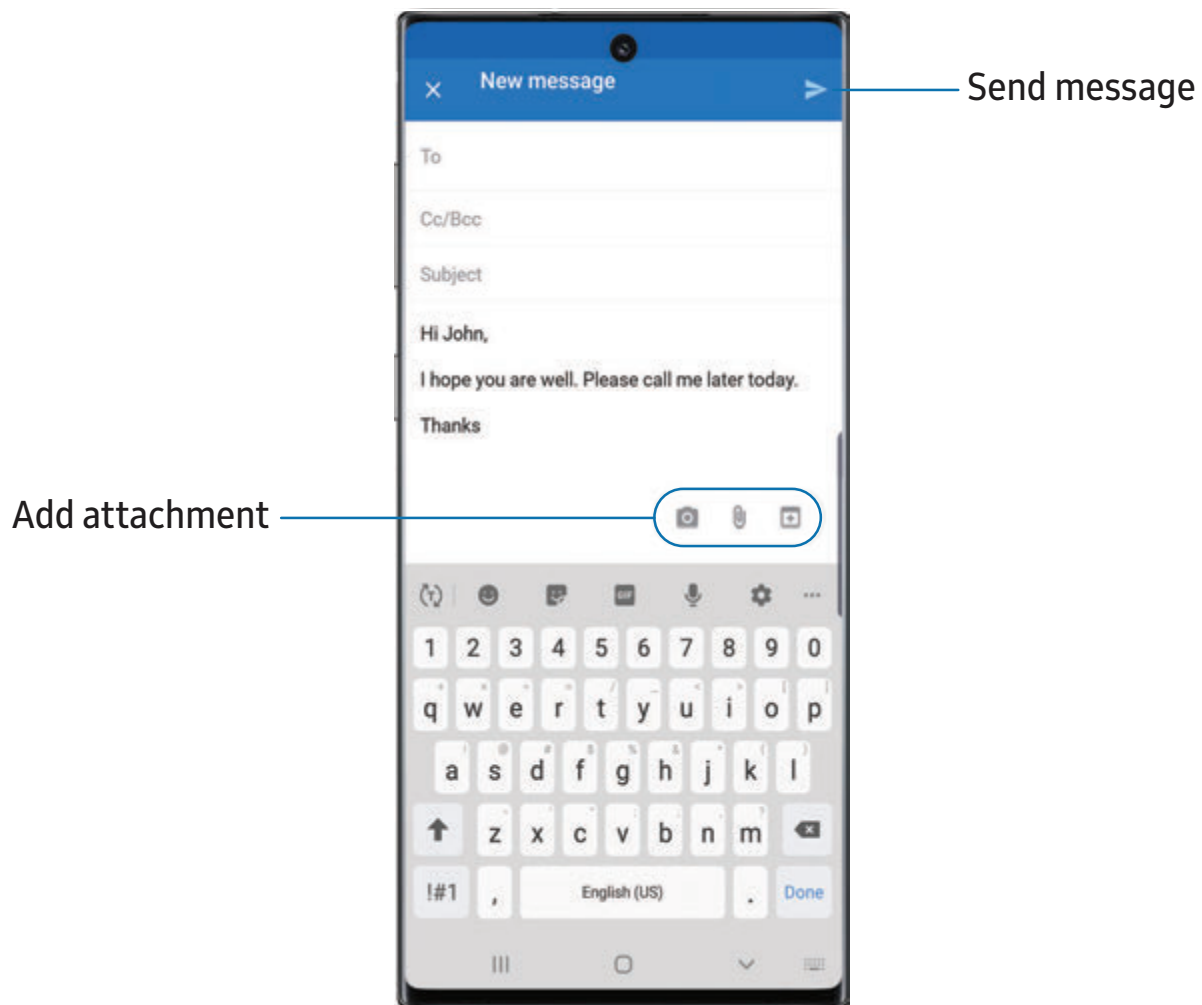 New message
Send message
To
Cc/Bcc
Subject
Hi John,
I hope you are well. Please call me later today.
Thanks
Add attachment
GIF
1 2 3 4 5 6 7 8 9 0
q w e r t y u i o p
a s d f g h j k l
z x c v b n m
!#1 , English (US) . Done